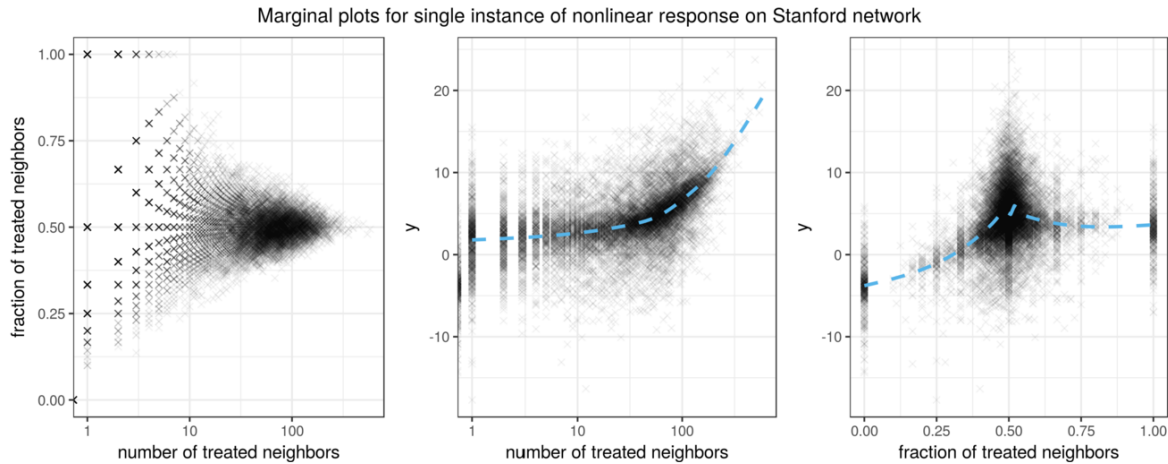 Marginal plots for single instance of nonlinear response on Stanford network
fraction of treated neighbors
1.00
0.75
0.50
0.25
0.00
1 10 100
number of treated neighbors
y
20
10
0
-10
1 10 100
number of treated neighbors
y
20
10
0
-10
0.00 0.25 0.50 0.75 1.00
fraction of treated neighbors